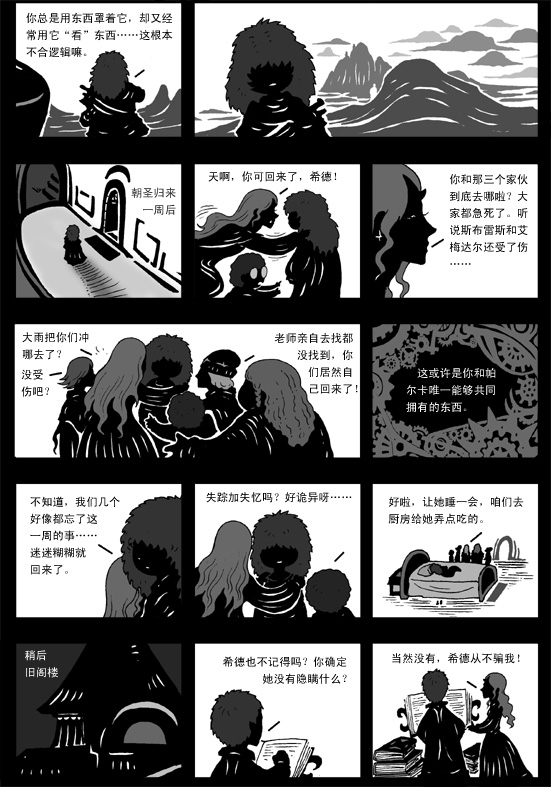 你总是用东西罩着它，却又经
常用它“看”东西……这根本
不合逻辑嘛。
朝圣归来
一周后
天啊，你可回来了，希德！
你和那三个家伙
到底去哪啦？大
家都急死了。听
说斯布雷斯和艾
梅达尔还受了伤
……
大雨把你们冲
哪去了？
没受
伤吧？
老师亲自去找都
没找到，你
们居然自
己回来了！
这或许是你和帕
尔卡唯一能够共同
拥有的东西。
不知道，我们几个
好像都忘了这
一周的事……
迷迷糊糊就
回来了。
失踪加失忆吗？好诡异呀……
好啦，让她睡一会，咱们去
厨房给她弄点吃的。
稍后
旧阁楼
希德也不记得吗？你确定
她没有隐瞒什么？
当然没有，希德从不骗我！